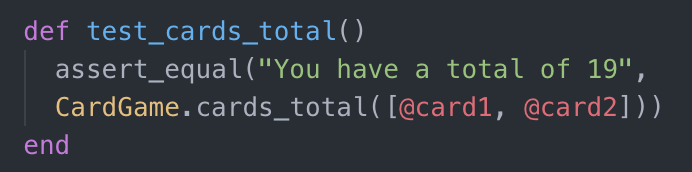 def test_cards_total()
  assert_equal("You have a total of 19",
  CardGame.cards_total([@card1, @card2]))
end